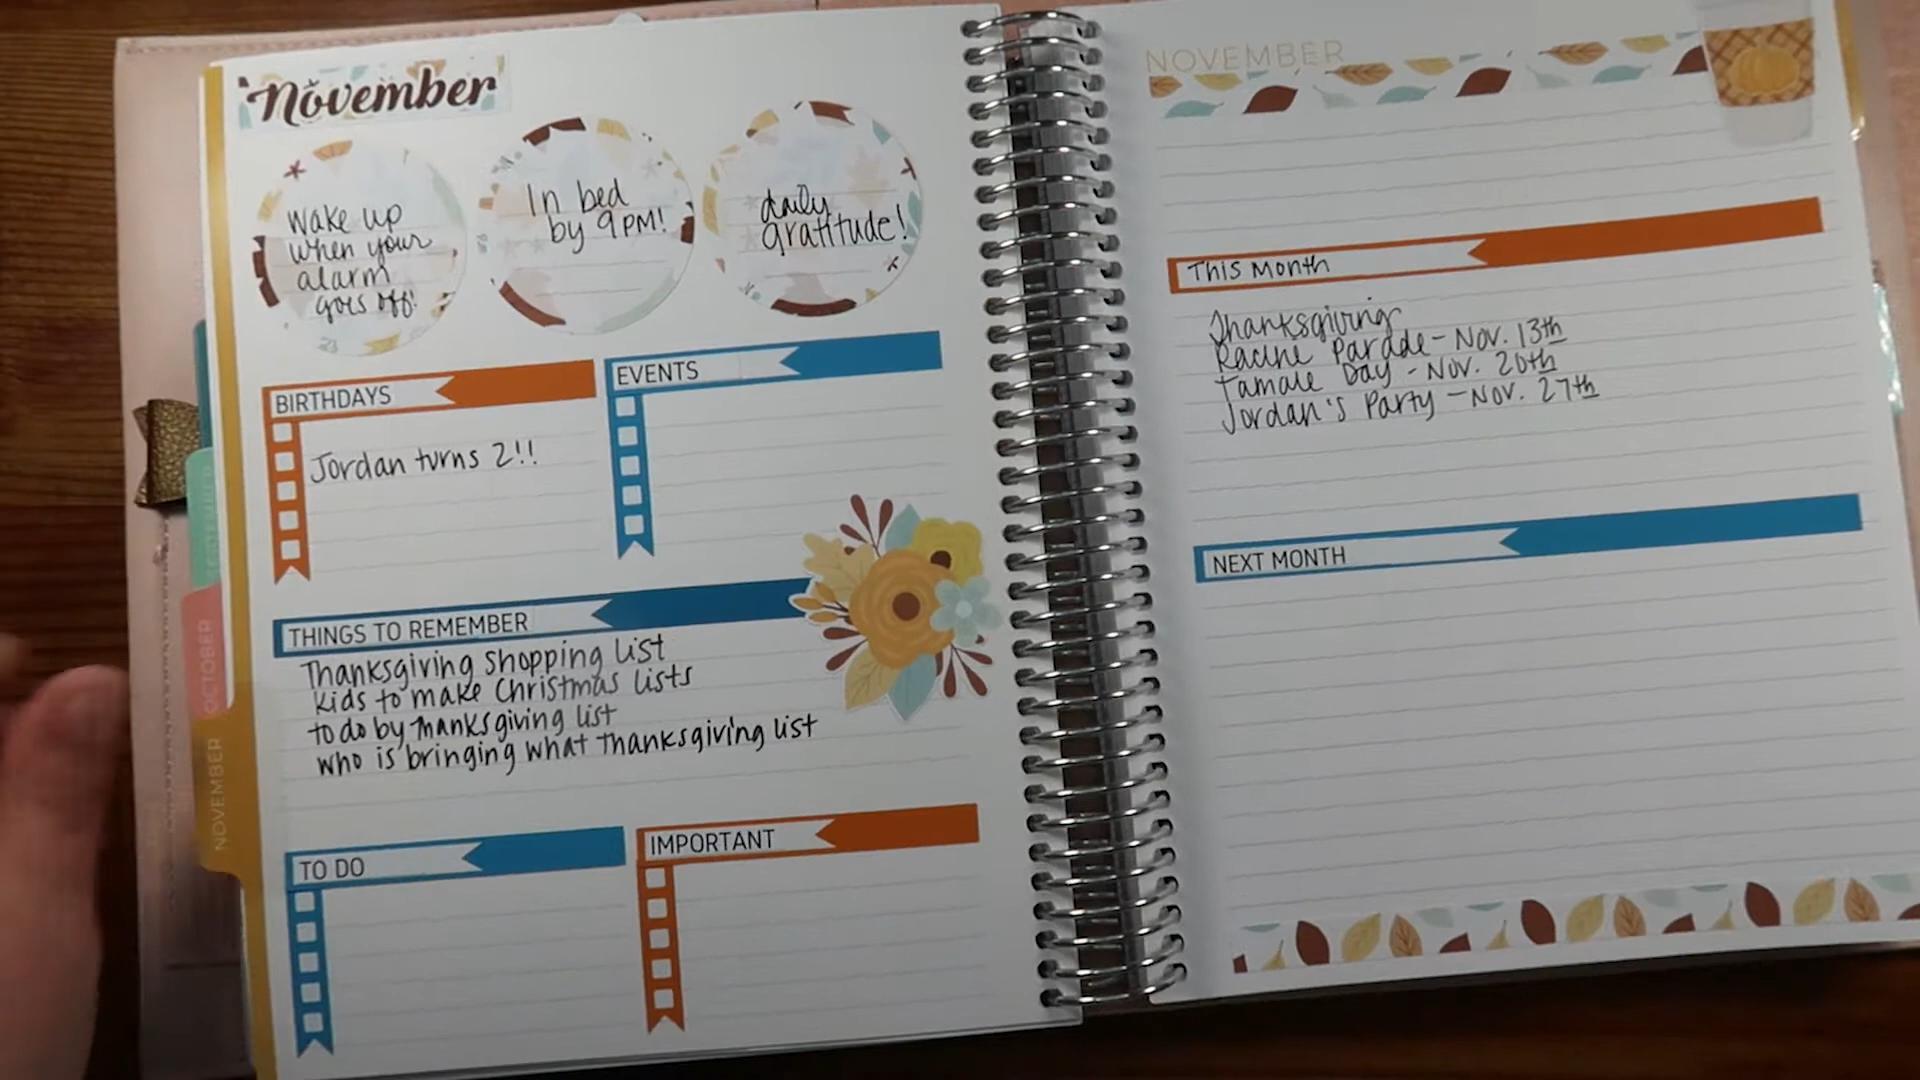 November
Wake up
when your
alarm
goes off!
In bed
by 9PM!
daily
gratitude!
BIRTHDAYS
Jordan turns 2!!
EVENTS
THINGS TO REMEMBER
Thanksgiving shopping list
kids to make Christmas lists
to do by Thanksgiving list
who is bringing what Thanksgiving list
TO DO
IMPORTANT
OCTOBER
NOVEMBER
NOVEMBER
This Month
Thanksgiving
Racine Parade - Nov. 13th
Tamale Day - Nov. 20th
Jordan's Party - Nov. 27th
NEXT MONTH